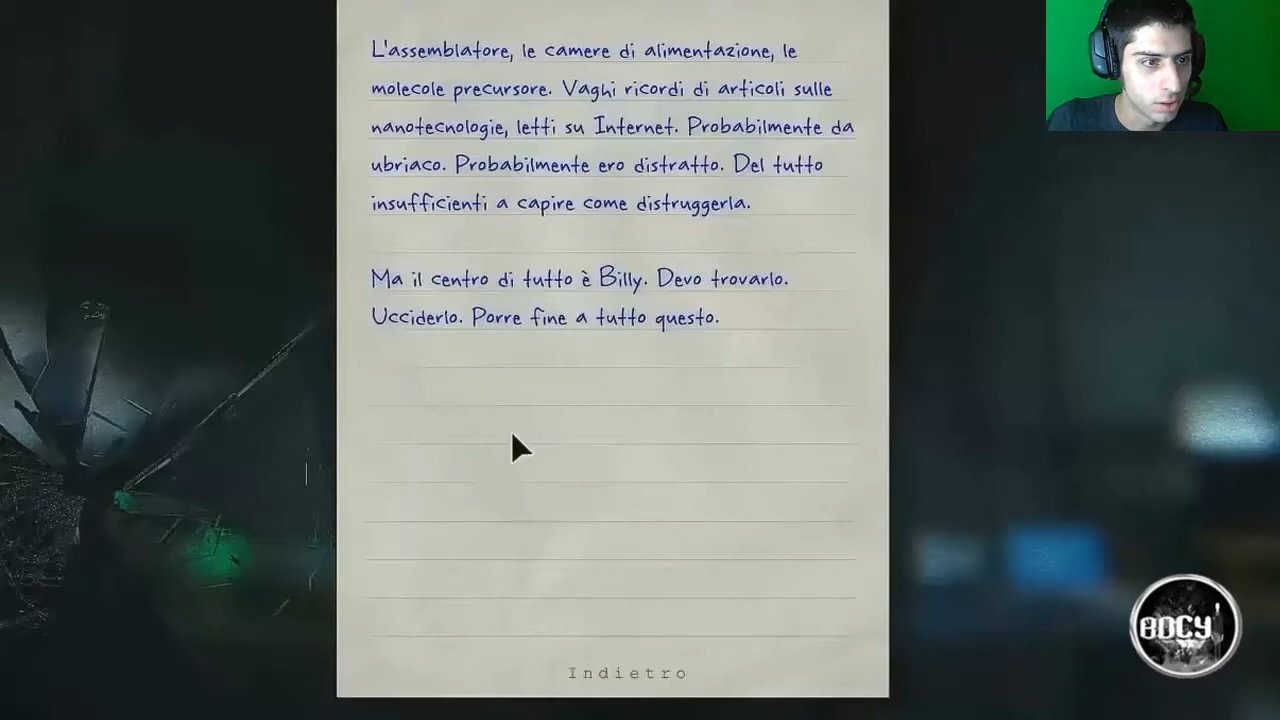 L'assemblatore, le camere di alimentazione, le
molecole precursore. Vaghi ricordi di articoli sulle
nanotecnologie, letti su Internet. Probabilmente da
ubriaco. Probabilmente ero distratto. Del tutto
insufficienti a capire come distruggerla.
Ma il centro di tutto è Billy. Devo trovarlo.
Ucciderlo. Porre fine a tutto questo.
Indietro